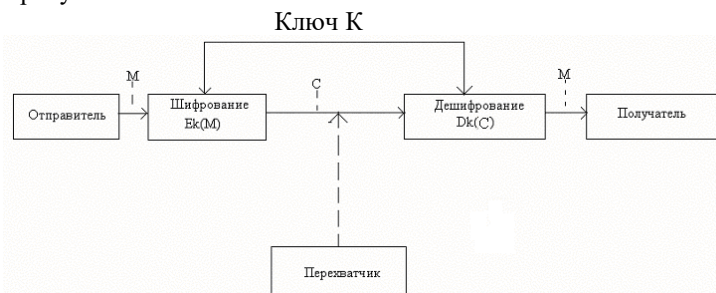 Ключ К
М
С
М
Отправитель
Шифрование
Ek(M)
Дешифрование
Dk(C)
Получатель
Перехватчик